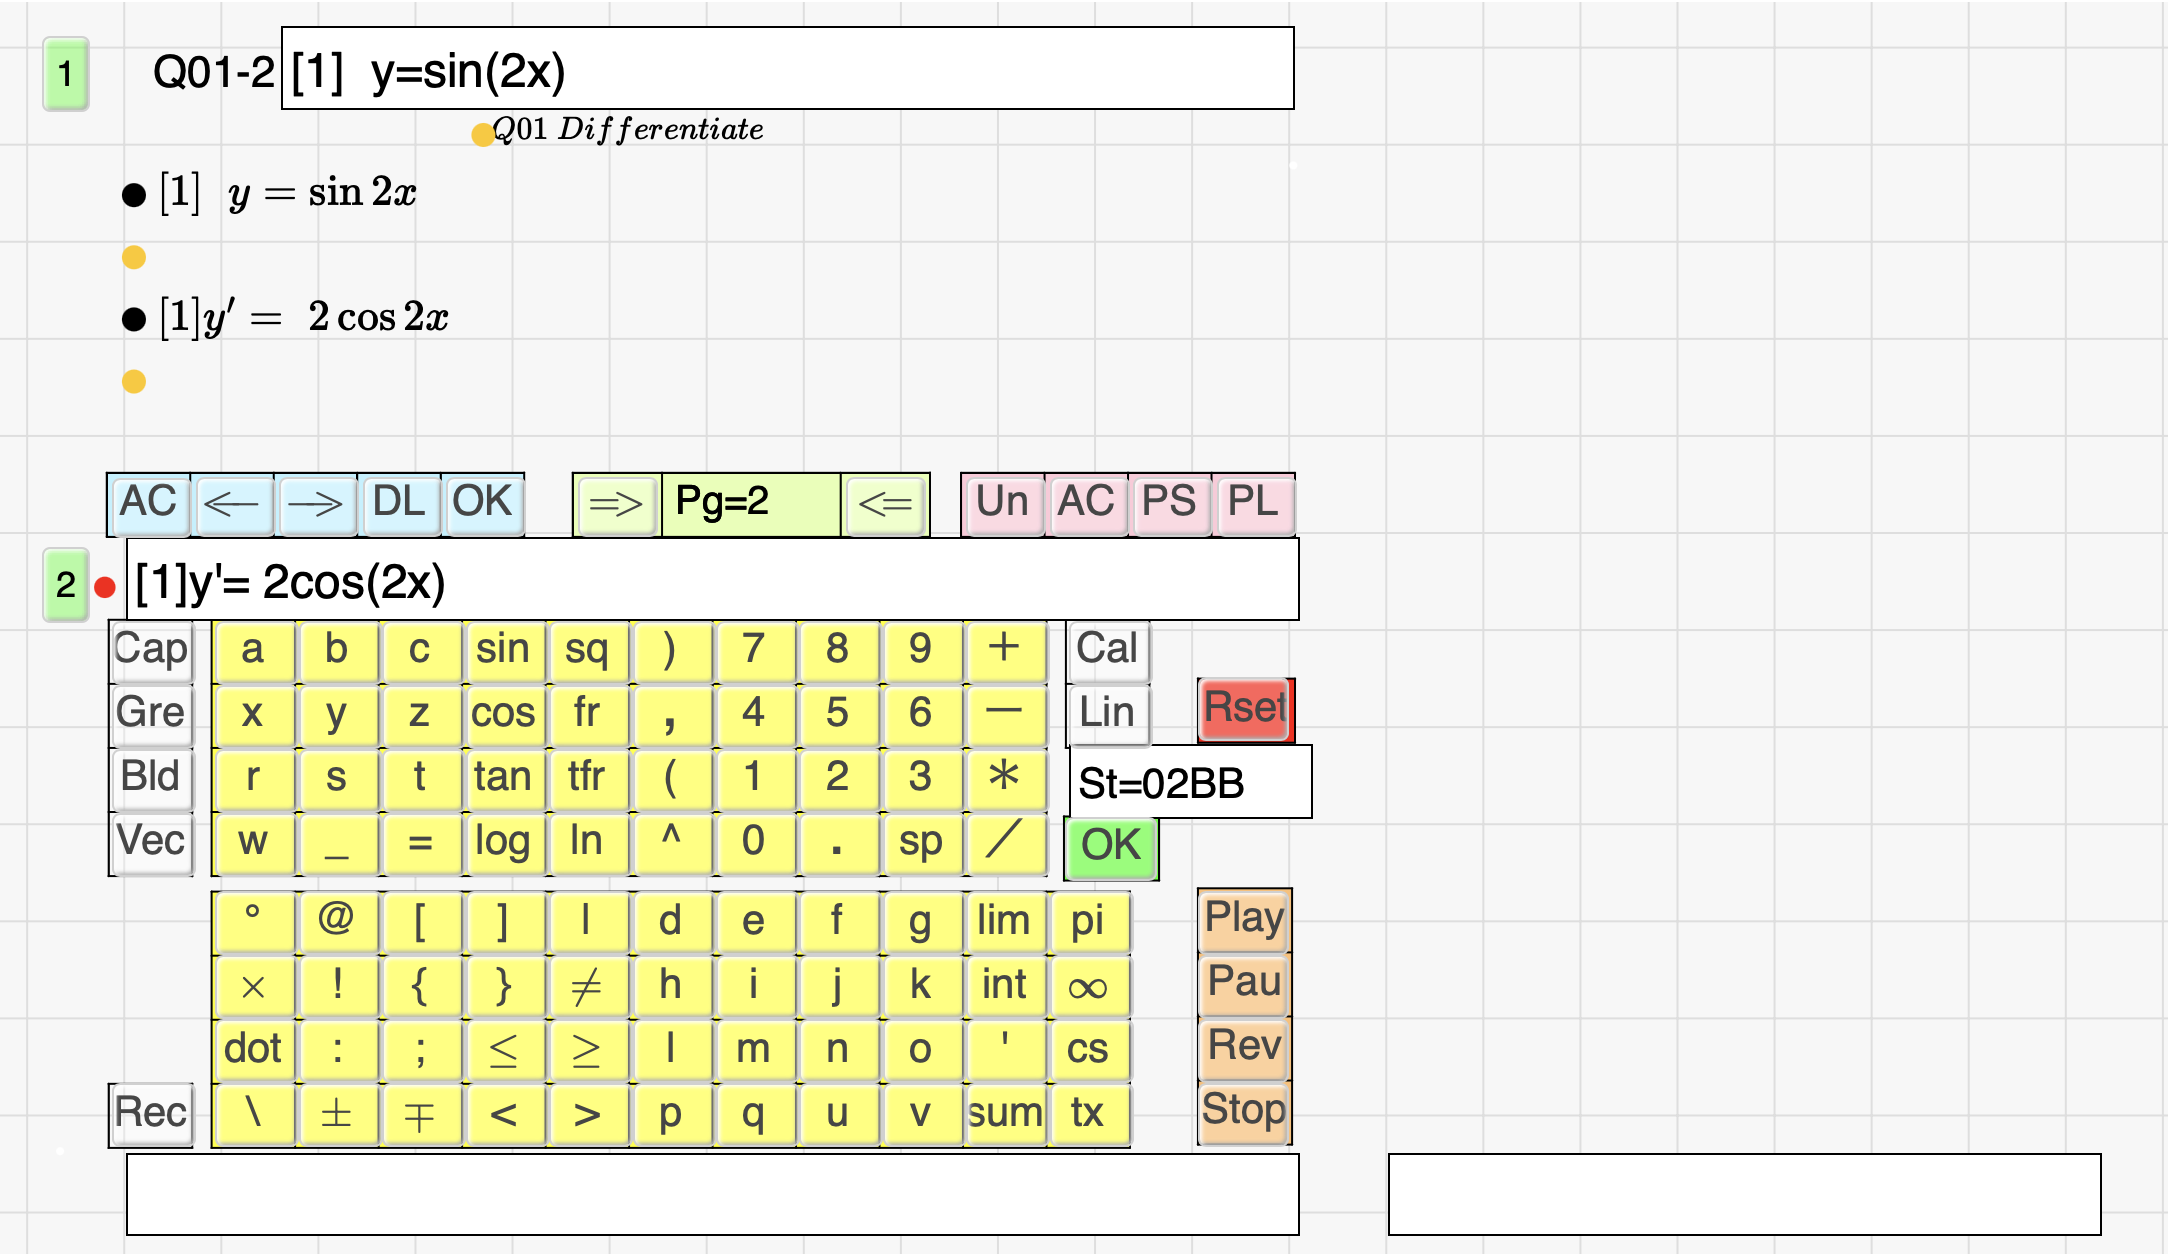 1 Q01-2 [1] y=sin(2x)
Q01 Differentiate
[1] y = sin 2x
[1]y′ = 2 cos 2x
AC <— —> DL OK => Pg=2 <= Un AC PS PL
2 [1]y'= 2cos(2x)
Cap a b c sin sq ) 7 8 9 + Cal
Gre x y z cos fr , 4 5 6 — Lin Rset
Bld r s t tan tfr ( 1 2 3 * St=02BB
Vec w _ = log ln ^ 0 . sp / OK
° @ [ ] l d e f g lim pi Play
× ! { } ≠ h i j k int ∞ Pau
dot : ; ≤ ≥ l m n o ' cs Rev
Rec \ ± ∓ < > p q u v sum tx Stop